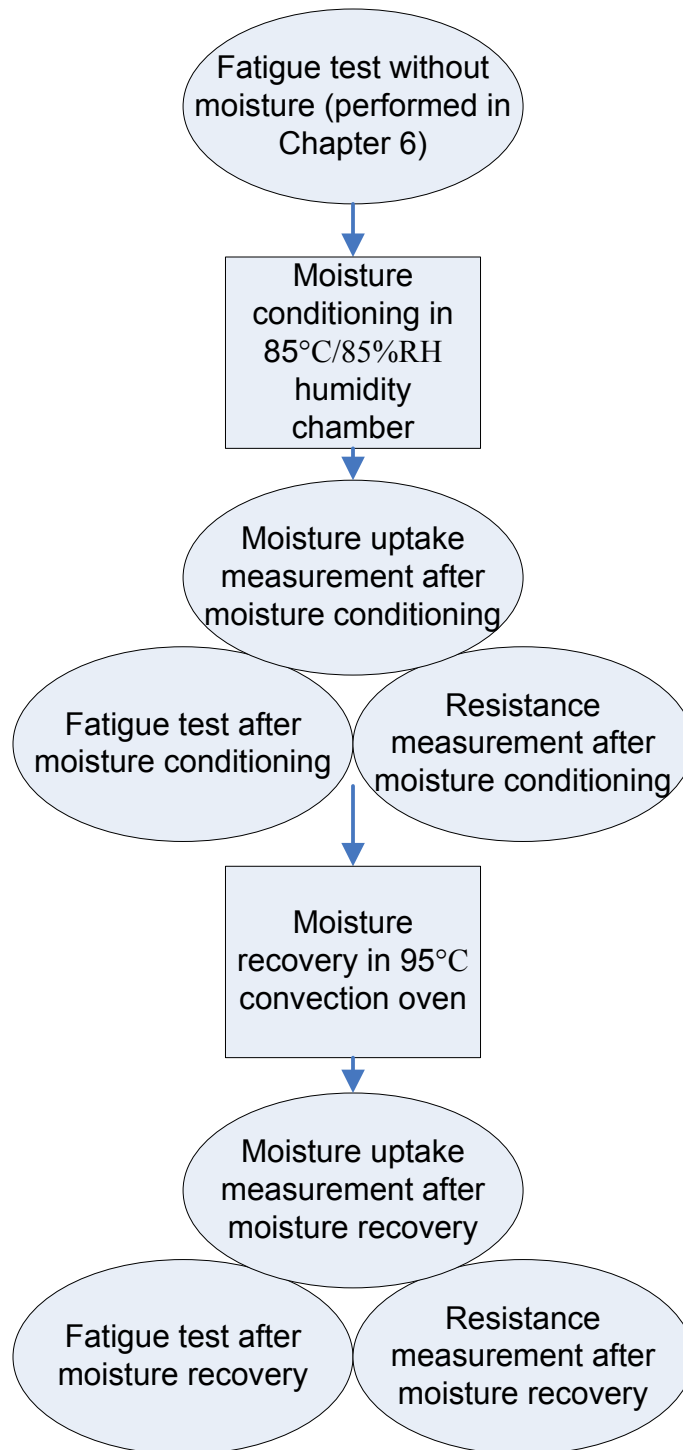 Fatigue test without
moisture (performed in
Chapter 6)
Moisture
conditioning in
85°C/85%RH
humidity
chamber
Moisture uptake
measurement after
moisture conditioning
Fatigue test after
moisture conditioning
Resistance
measurement after
moisture conditioning
Moisture
recovery in 95°C
convection oven
Moisture uptake
measurement after
moisture recovery
Fatigue test after
moisture recovery
Resistance
measurement after
moisture recovery